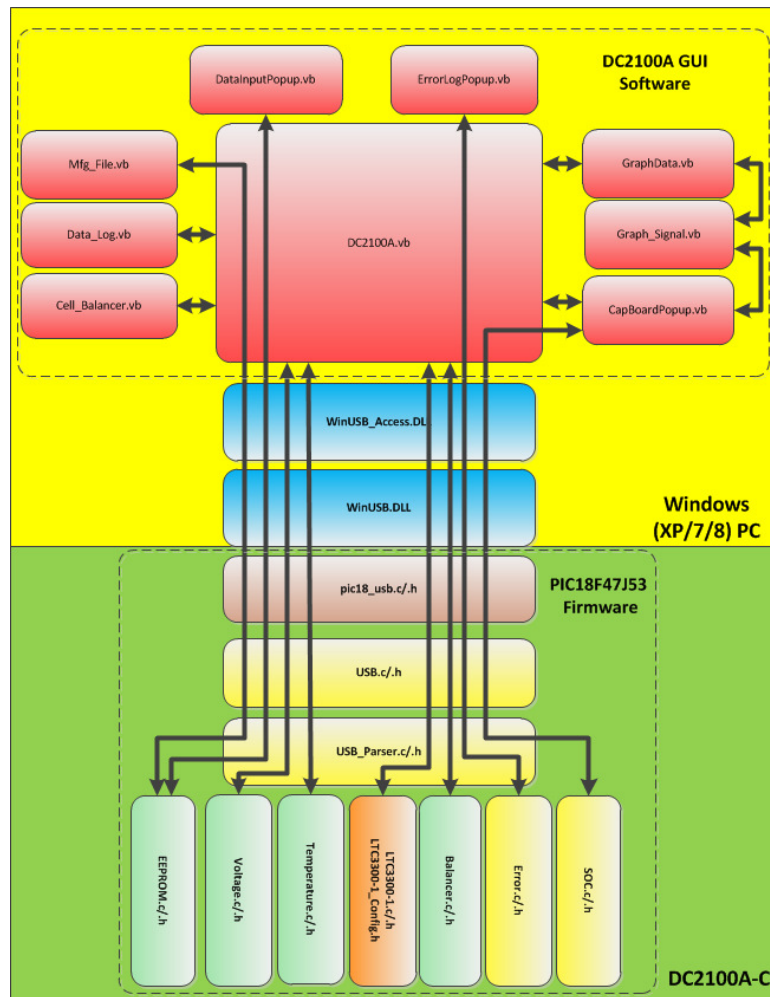 DataInputPopup.vb
ErrorLogPopup.vb
DC2100A GUI
Software
Mfg_File.vb
GraphData.vb
Data_Log.vb
DC2100A.vb
Graph_Signal.vb
Cell_Balancer.vb
CapBoardPopup.vb
WinUSB_Access.DLL
WinUSB.DLL
Windows
(XP/7/8) PC
pic18_usb.c/.h
PIC18F47J53
Firmware
USB.c/.h
USB_Parser.c/.h
EEPROM.c/.h
Voltage.c/.h
Temperature.c/.h
LTC3300-1.c/.h
LTC3300-1_Config.h
Balancer.c/.h
Error.c/.h
SOC.c/.h
DC2100A-C